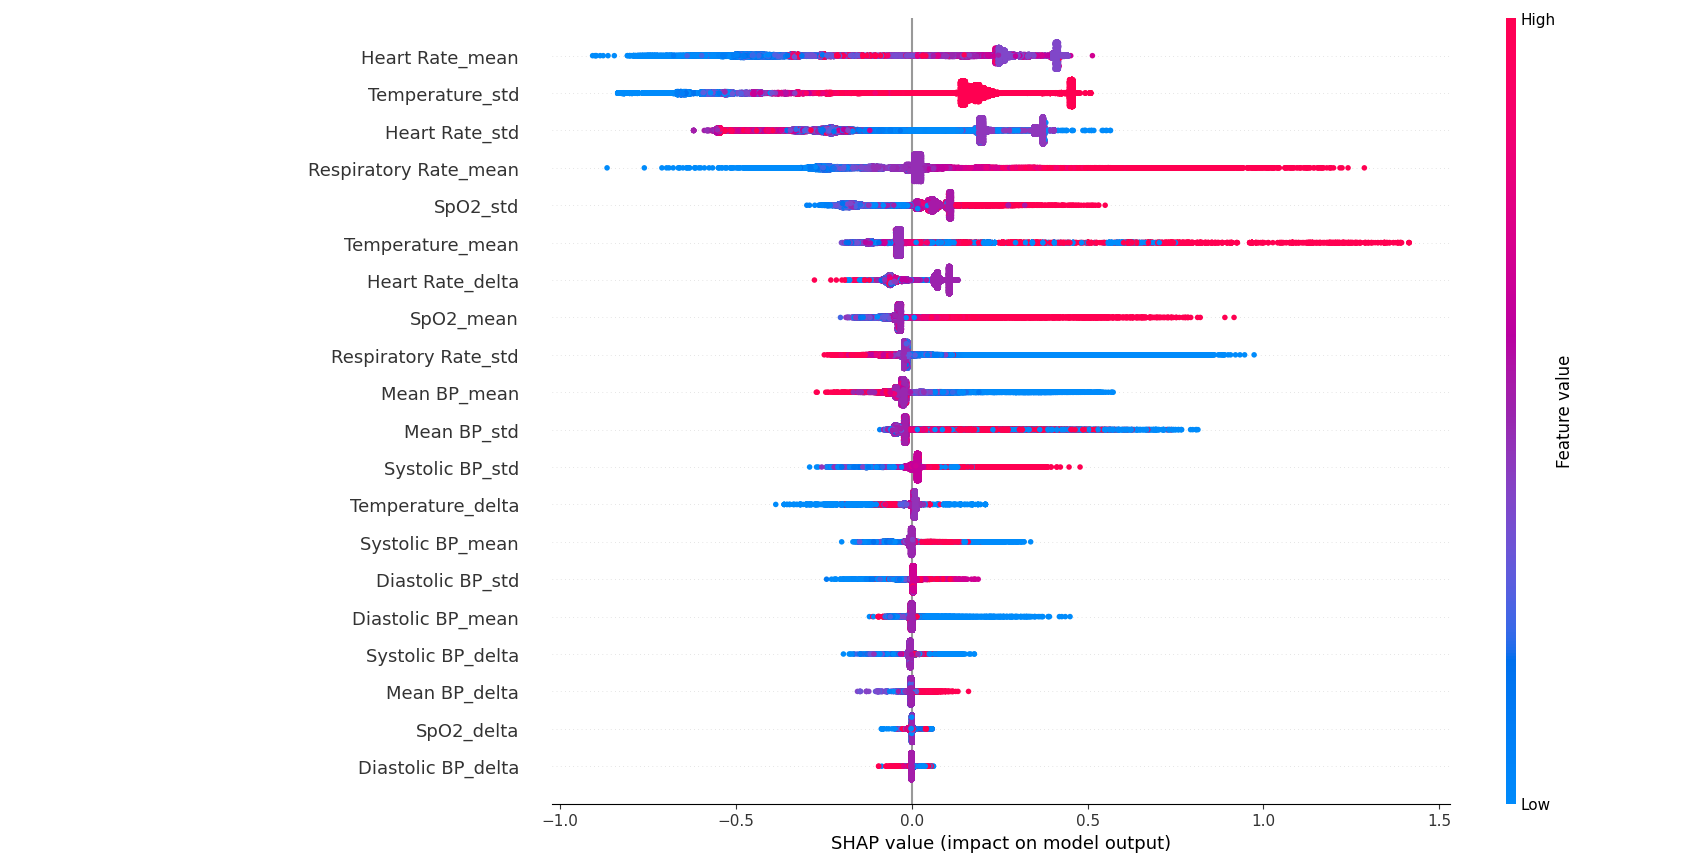 High
Heart Rate_mean
Temperature_std
Heart Rate_std
Respiratory Rate_mean
SpO2_std
Temperature_mean
Heart Rate_delta
SpO2_mean
Respiratory Rate_std
Mean BP_mean
Mean BP_std
Systolic BP_std
Temperature_delta
Systolic BP_mean
Diastolic BP_std
Diastolic BP_mean
Systolic BP_delta
Mean BP_delta
SpO2_delta
Diastolic BP_delta
Feature value
Low
−1.0 −0.5 0.0 0.5 1.0 1.5
SHAP value (impact on model output)